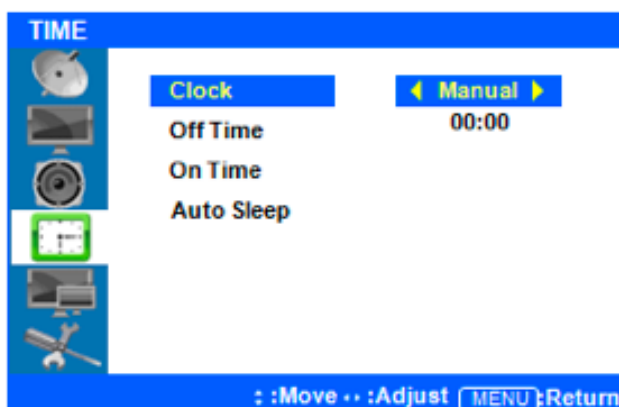 TIME
Clock Manual
Off Time 00:00
On Time
Auto Sleep
:Move :Adjust MENU :Return